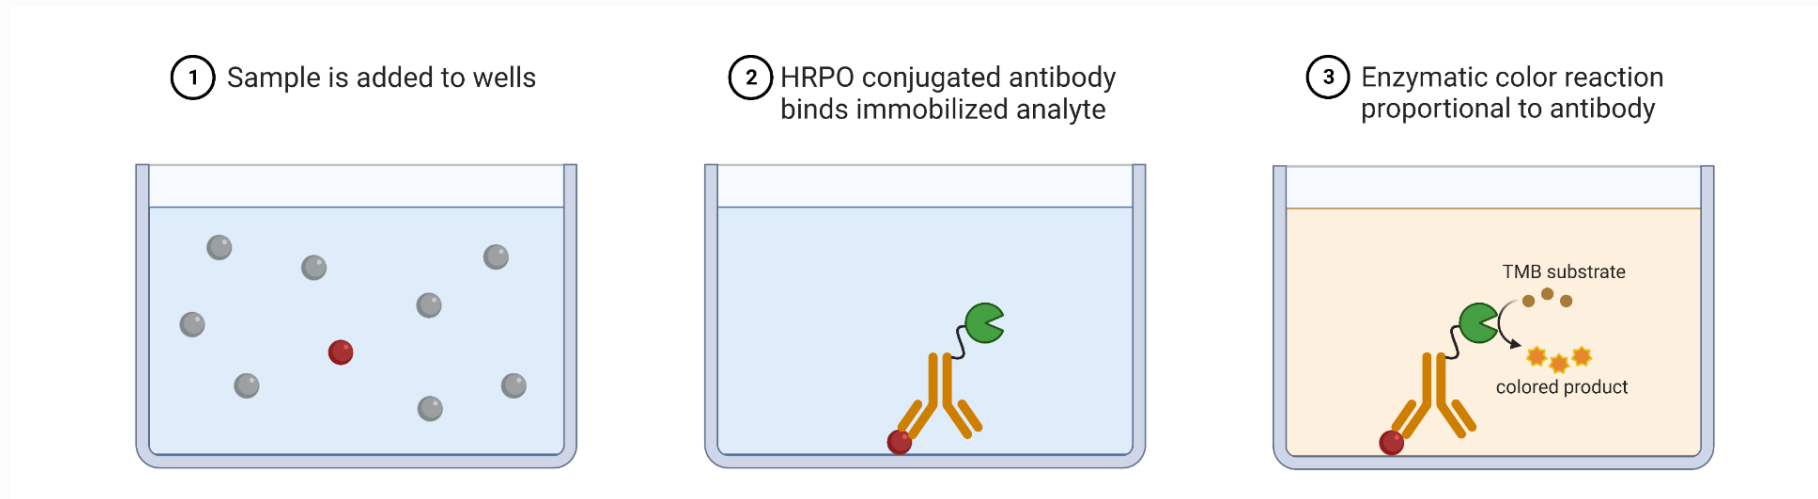 1 Sample is added to wells
2 HRPO conjugated antibody
binds immobilized analyte
3 Enzymatic color reaction
proportional to antibody
TMB substrate
colored product